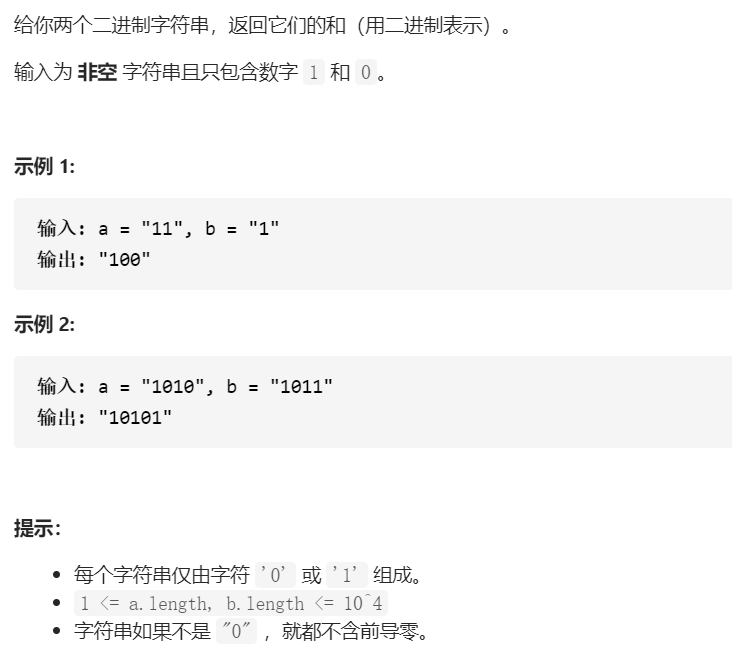 给你两个二进制字符串，返回它们的和（用二进制表示）。
输入为 非空 字符串且只包含数字 1 和 0。
示例 1:
输入: a = "11", b = "1"
输出: "100"
示例 2:
输入: a = "1010", b = "1011"
输出: "10101"
提示：
每个字符串仅由字符 '0' 或 '1' 组成。
1 <= a.length, b.length <= 10^4
字符串如果不是 "0" ，就都不含前导零。